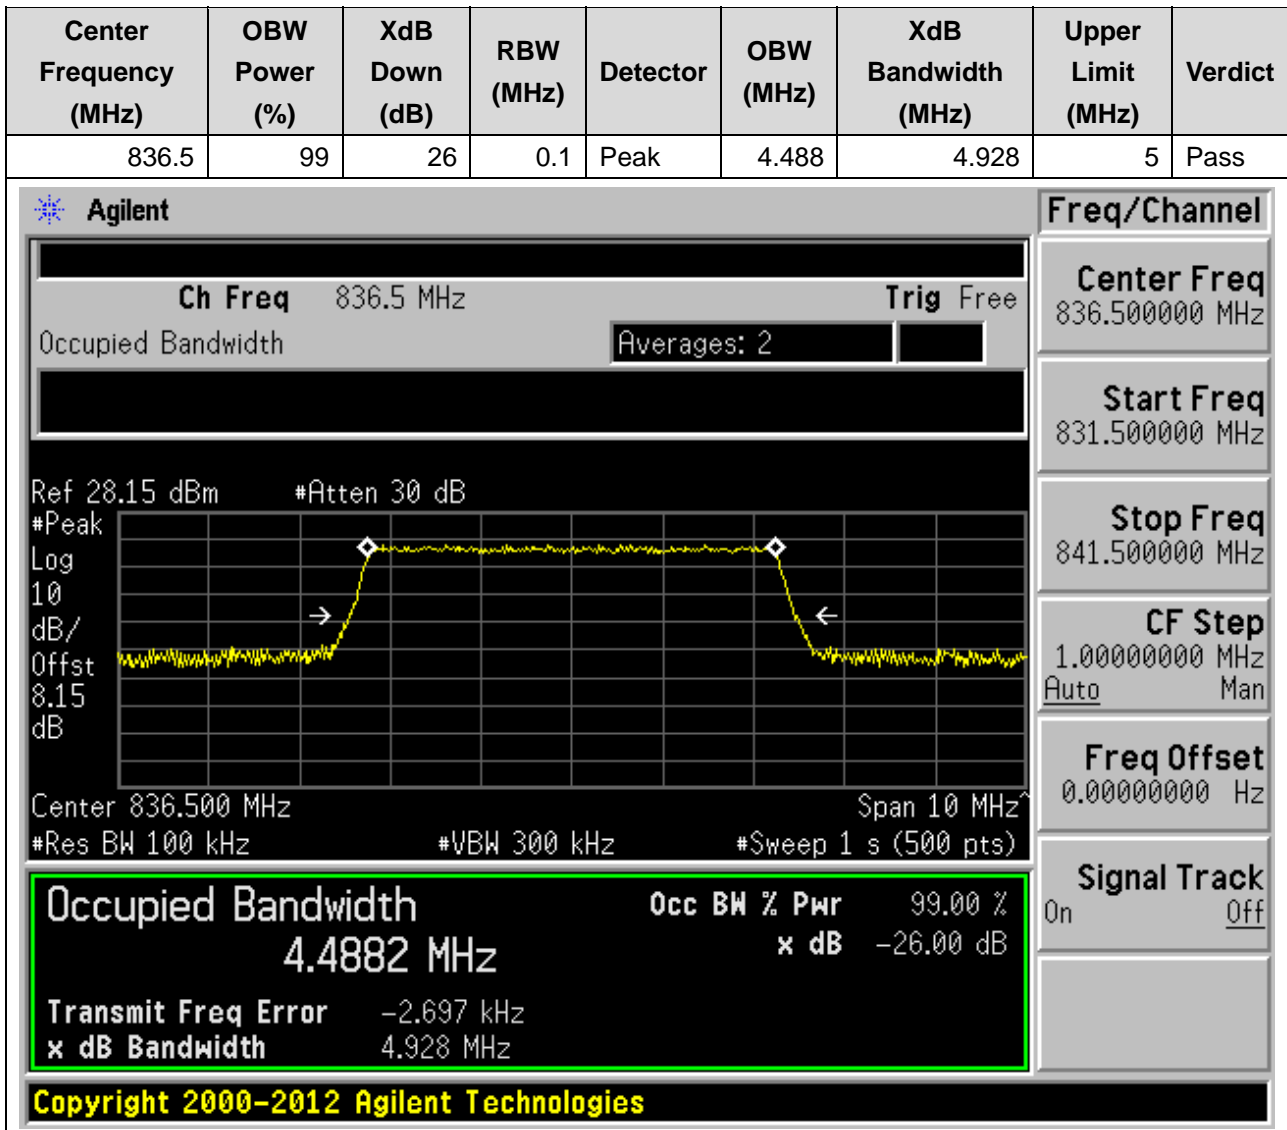 Center Frequency (MHz) OBW Power (%) XdB Down (dB) RBW (MHz) Detector OBW (MHz) XdB Bandwidth (MHz) Upper Limit (MHz) Verdict
836.5 99 26 0.1 Peak 4.488 4.928 5 Pass
Agilent
Ch Freq 836.5 MHz Trig Free
Occupied Bandwidth Averages: 2
Ref 28.15 dBm #Atten 30 dB
#Peak
Log
10
dB/
Offst
8.15
dB
Center 836.500 MHz Span 10 MHz^
#Res BW 100 kHz #VBW 300 kHz #Sweep 1 s (500 pts)
Occupied Bandwidth Occ BW % Pwr 99.00 %
4.4882 MHz x dB -26.00 dB
Transmit Freq Error -2.697 kHz
x dB Bandwidth 4.928 MHz
Copyright 2000-2012 Agilent Technologies
Freq/Channel
Center Freq
836.500000 MHz
Start Freq
831.500000 MHz
Stop Freq
841.500000 MHz
CF Step
1.00000000 MHz
Auto Man
Freq Offset
0.00000000 Hz
Signal Track
On Off